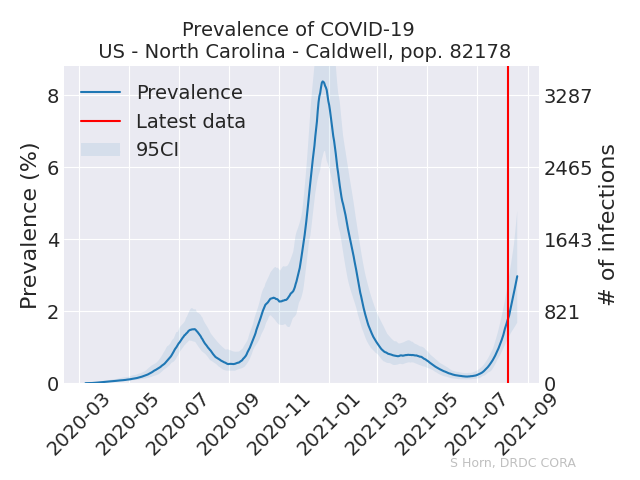 Prevalence of COVID-19
US - North Carolina - Caldwell, pop. 82178
Prevalence
Latest data
95CI
Prevalence (%)
8
6
4
2
0
3287
2465
1643
821
0
# of infections
2020-03
2020-05
2020-07
2020-09
2020-11
2021-01
2021-03
2021-05
2021-07
2021-09
S Horn, DRDC CORA